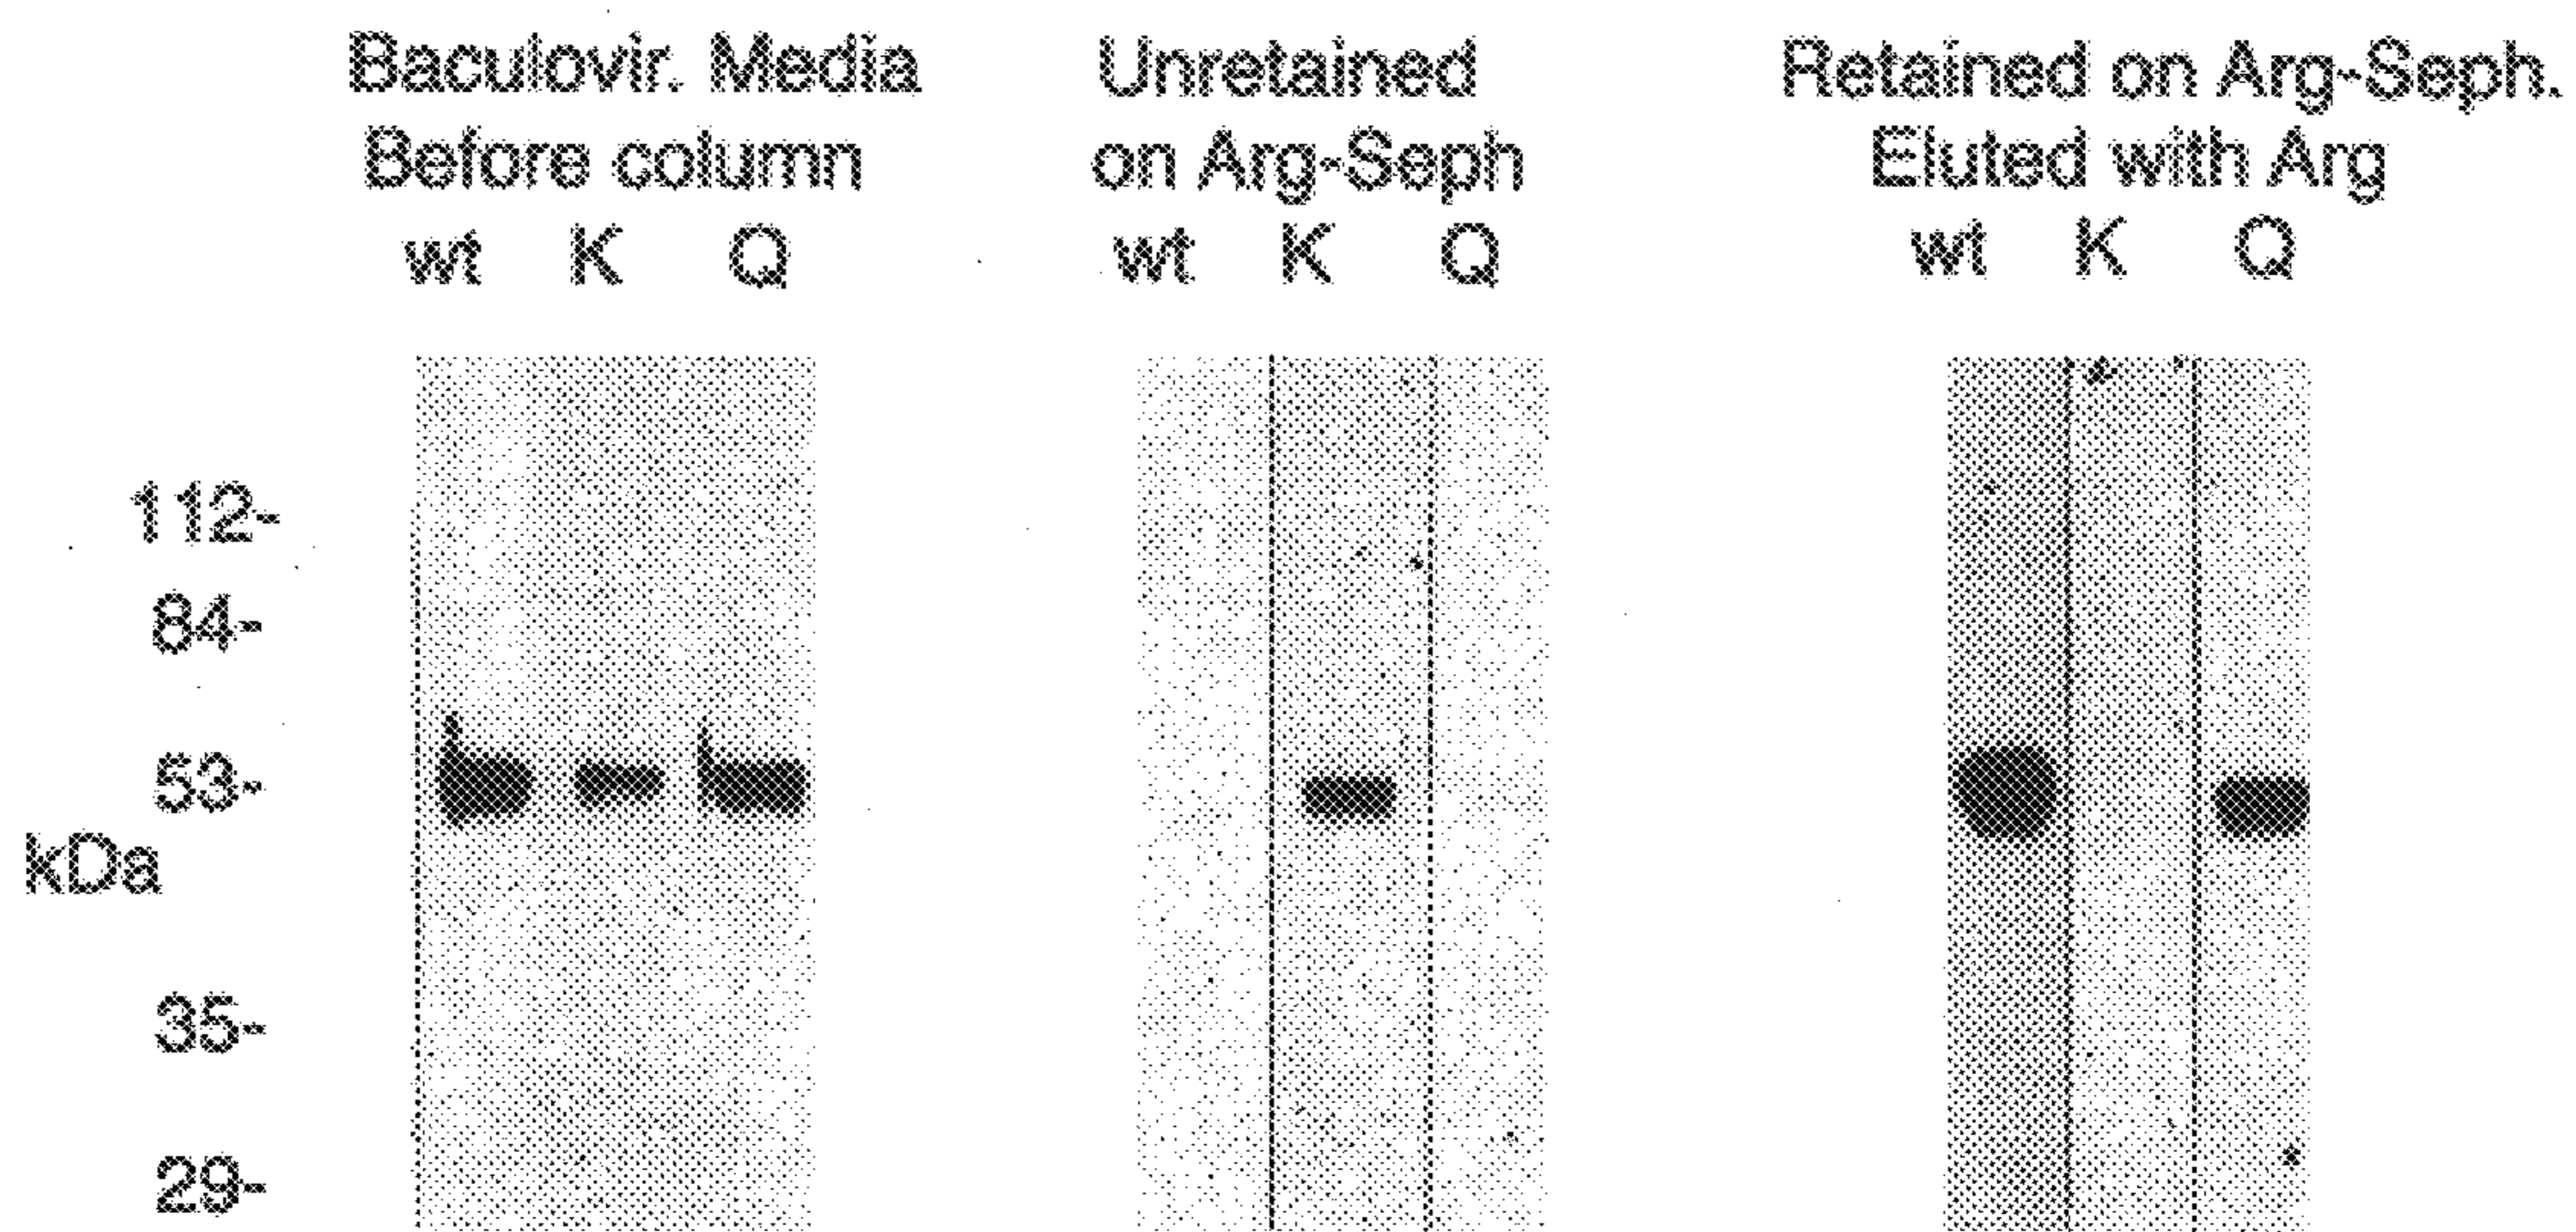 Baculovir. Media
Before column
wt K Q
Unretained
on Arg-Seph
wt K Q
Retained on Arg-Seph.
Eluted with Arg
wt K Q
112-
84-
53-
kDa
35-
29-